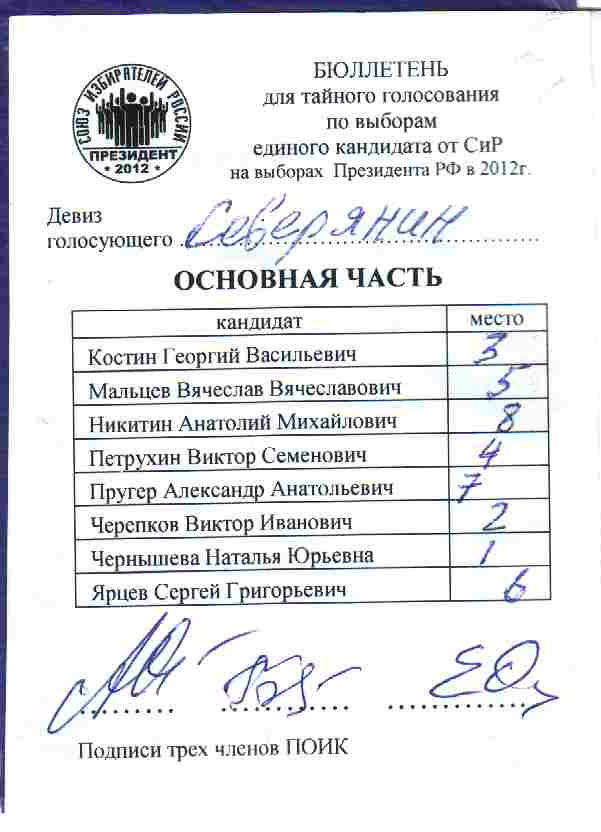 СОЮЗ ИЗБИРАТЕЛЕЙ РОССИИ
ПРЕЗИДЕНТ
* 2012 *
БЮЛЛЕТЕНЬ
для тайного голосования
по выборам
единого кандидата от СиР
на выборах Президента РФ в 2012г.
Девиз
голосующего Северянин
ОСНОВНАЯ ЧАСТЬ
кандидат место
Костин Георгий Васильевич 3
Мальцев Вячеслав Вячеславович 5
Никитин Анатолий Михайлович 8
Петрухин Виктор Семенович 4
Пругер Александр Анатольевич 7
Черепков Виктор Иванович 2
Чернышева Наталья Юрьевна 1
Ярцев Сергей Григорьевич 6
Подписи трех членов ПОИК